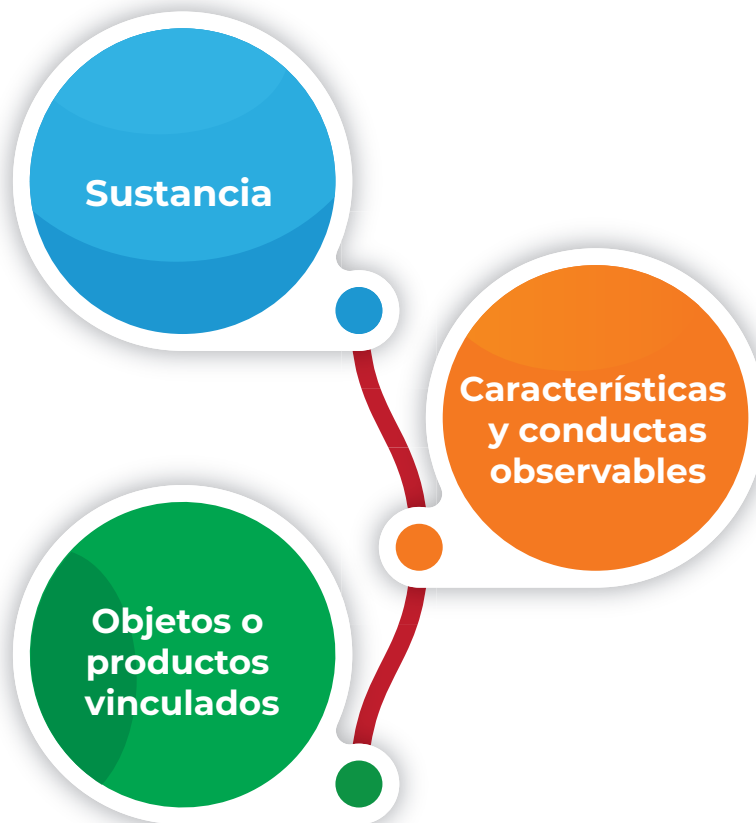 Sustancia
Características
y conductas
observables
Objetos o
productos
vinculados